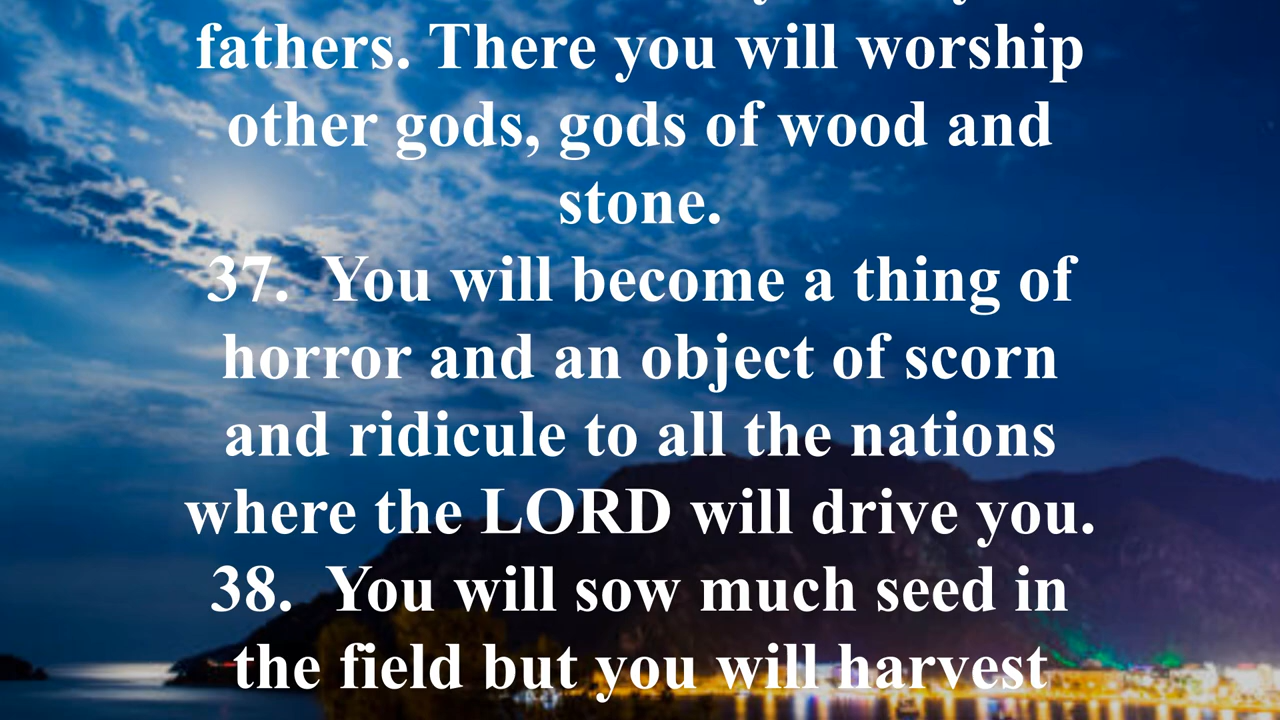 fathers. There you will worship
other gods, gods of wood and
stone.
37. You will become a thing of
horror and an object of scorn
and ridicule to all the nations
where the LORD will drive you.
38. You will sow much seed in
the field but you will harvest